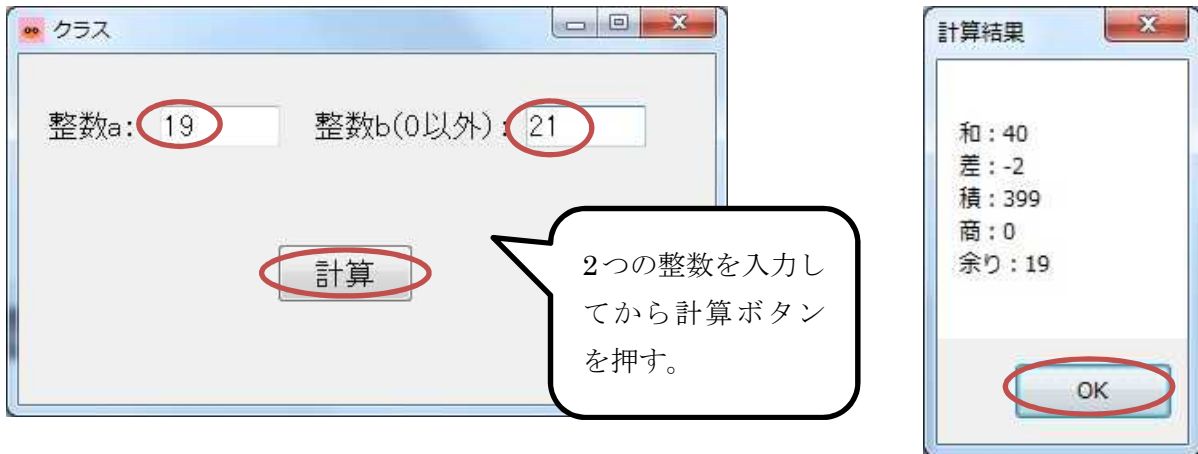 クラス
整数a: 19 整数b(0以外): 21
計算
2つの整数を入力し
てから計算ボタン
を押す。
計算結果
和:40
差:-2
積:399
商:0
余り:19
OK